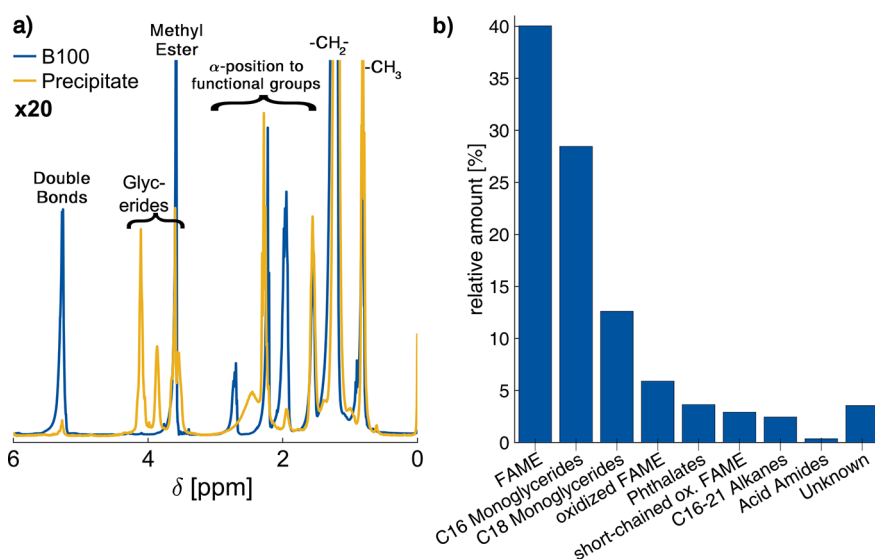 a)
B100
Precipitate
x20
Methyl
Ester
-CH2-
-CH3
α-position to
functional groups
Double
Bonds
Glyc-
erides
6
4
2
0
δ [ppm]
b)
relative amount [%]
40
35
30
25
20
15
10
5
0
FAME
C16 Monoglycerides
C18 Monoglycerides
oxidized FAME
Phthalates
short-chained ox. FAME
C16-21 Alkanes
Acid Amides
Unknown